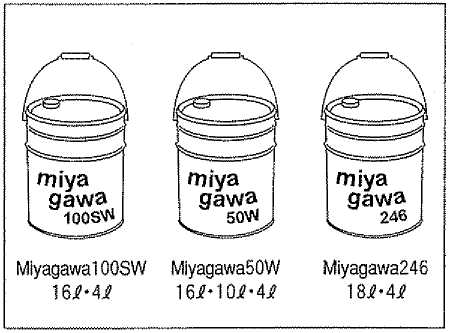 miya
gawa
100SW
miya
gawa
50W
miya
gawa
246
Miyagawa100SW
16ℓ・4ℓ
Miyagawa50W
16ℓ・10ℓ・4ℓ
Miyagawa246
18ℓ・4ℓ